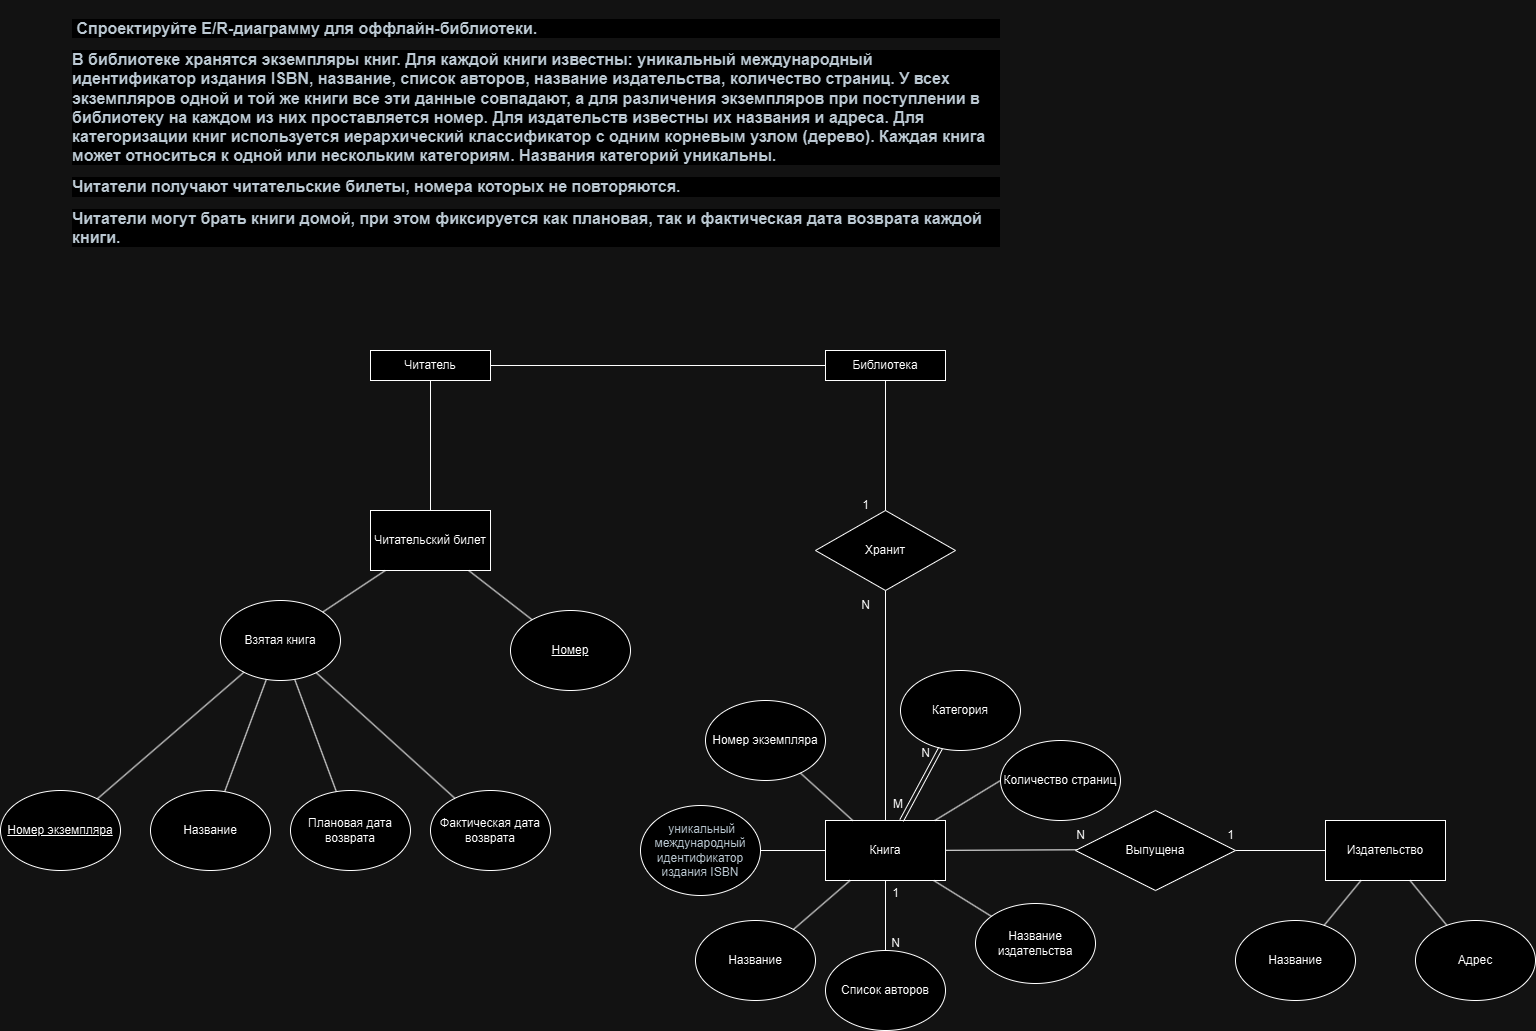 Спроектируйте E/R-диаграмму для оффлайн-библиотеки.
В библиотеке хранятся экземпляры книг. Для каждой книги известны: уникальный международный
идентификатор издания ISBN, название, список авторов, название издательства, количество страниц. У всех
экземпляров одной и той же книги все эти данные совпадают, а для различения экземпляров при поступлении в
библиотеку на каждом из них проставляется номер. Для издательств известны их названия и адреса. Для
категоризации книг используется иерархический классификатор с одним корневым узлом (дерево). Каждая книга
может относиться к одной или нескольким категориям. Названия категорий уникальны.
Читатели получают читательские билеты, номера которых не повторяются.
Читатели могут брать книги домой, при этом фиксируется как плановая, так и фактическая дата возврата каждой
книги.
Читатель
Библиотека
1
Читательский билет
Хранит
N
Взятая книга
Номер
Категория
Номер экземпляра
N
Количество страниц
M
Номер экземпляра
Название
Плановая дата
возврата
Фактическая дата
возврата
уникальный
международный
идентификатор
издания ISBN
Книга
N
Выпущена
1
Издательство
1
Название
N
Список авторов
Название
издательства
Название
Адрес